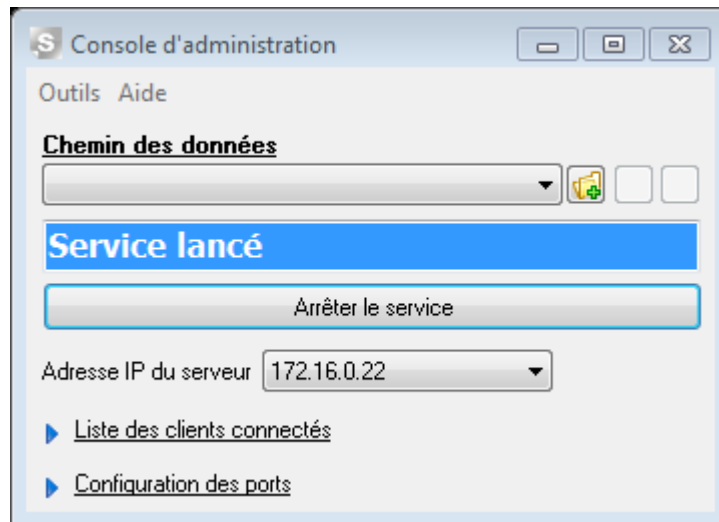 S Console d'administration
Outils Aide
Chemin des données
Service lancé
Arrêter le service
Adresse IP du serveur 172.16.0.22
Liste des clients connectés
Configuration des ports